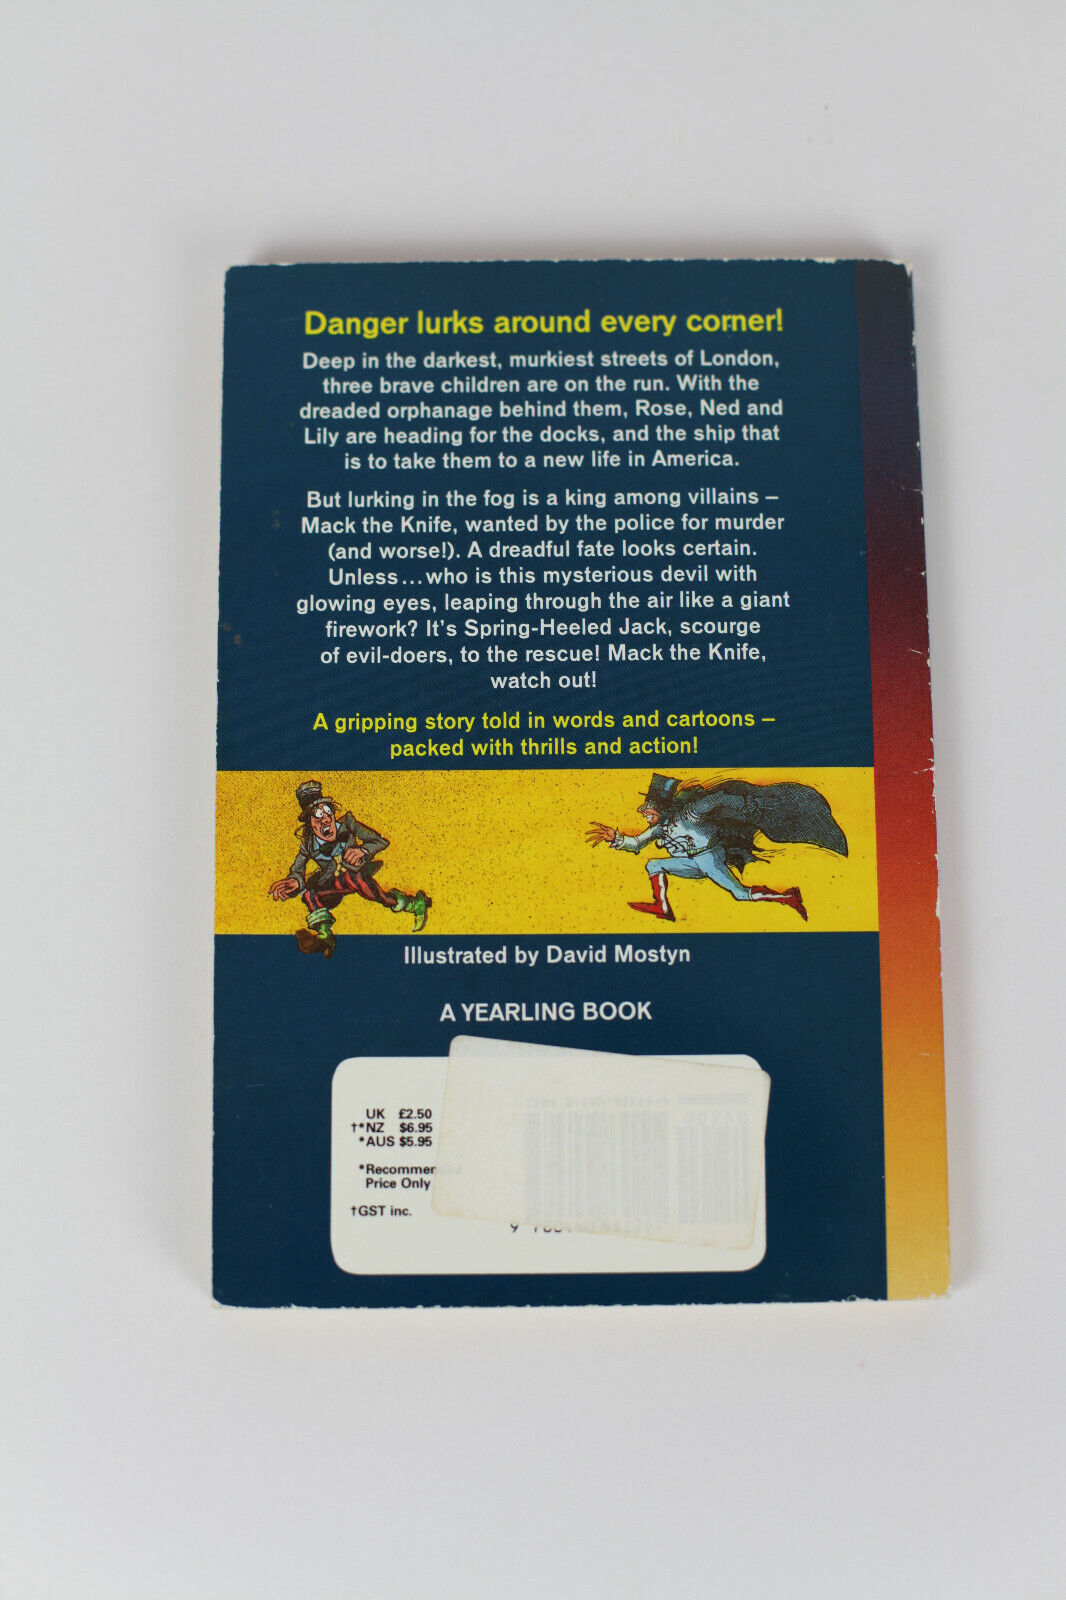 Danger lurks around every corner!
Deep in the darkest, murkiest streets of London,
three brave children are on the run. With the
dreaded orphanage behind them, Rose, Ned and
Lily are heading for the docks, and the ship that
is to take them to a new life in America.
But lurking in the fog is a king among villains –
Mack the Knife, wanted by the police for murder
(and worse!). A dreadful fate looks certain.
Unless...who is this mysterious devil with
glowing eyes, leaping through the air like a giant
firework? It's Spring-Heeled Jack, scourge
of evil-doers, to the rescue! Mack the Knife,
watch out!
A gripping story told in words and cartoons –
packed with thrills and action!
Illustrated by David Mostyn
A YEARLING BOOK
UK £2.50
†*NZ $6.95
*AUS $5.95
*Recommended
Price Only
†GST inc.